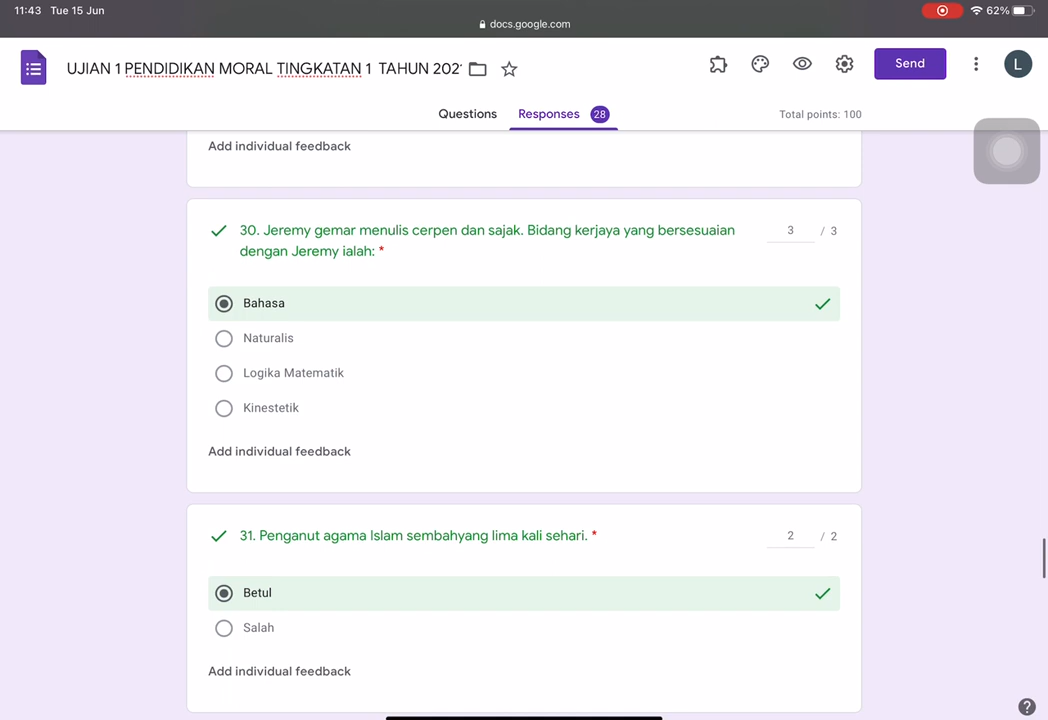 11:43 Tue 15 Jun
62%
docs.google.com
UJIAN 1 PENDIDIKAN MORAL TINGKATAN 1 TAHUN 202
Send
L
Questions
Responses 28
Total points: 100
Add individual feedback
30. Jeremy gemar menulis cerpen dan sajak. Bidang kerjaya yang bersesuaian
dengan Jeremy ialah: *
3 / 3
Bahasa
Naturalis
Logika Matematik
Kinestetik
Add individual feedback
31. Penganut agama Islam sembahyang lima kali sehari. *
2 / 2
Betul
Salah
Add individual feedback
?